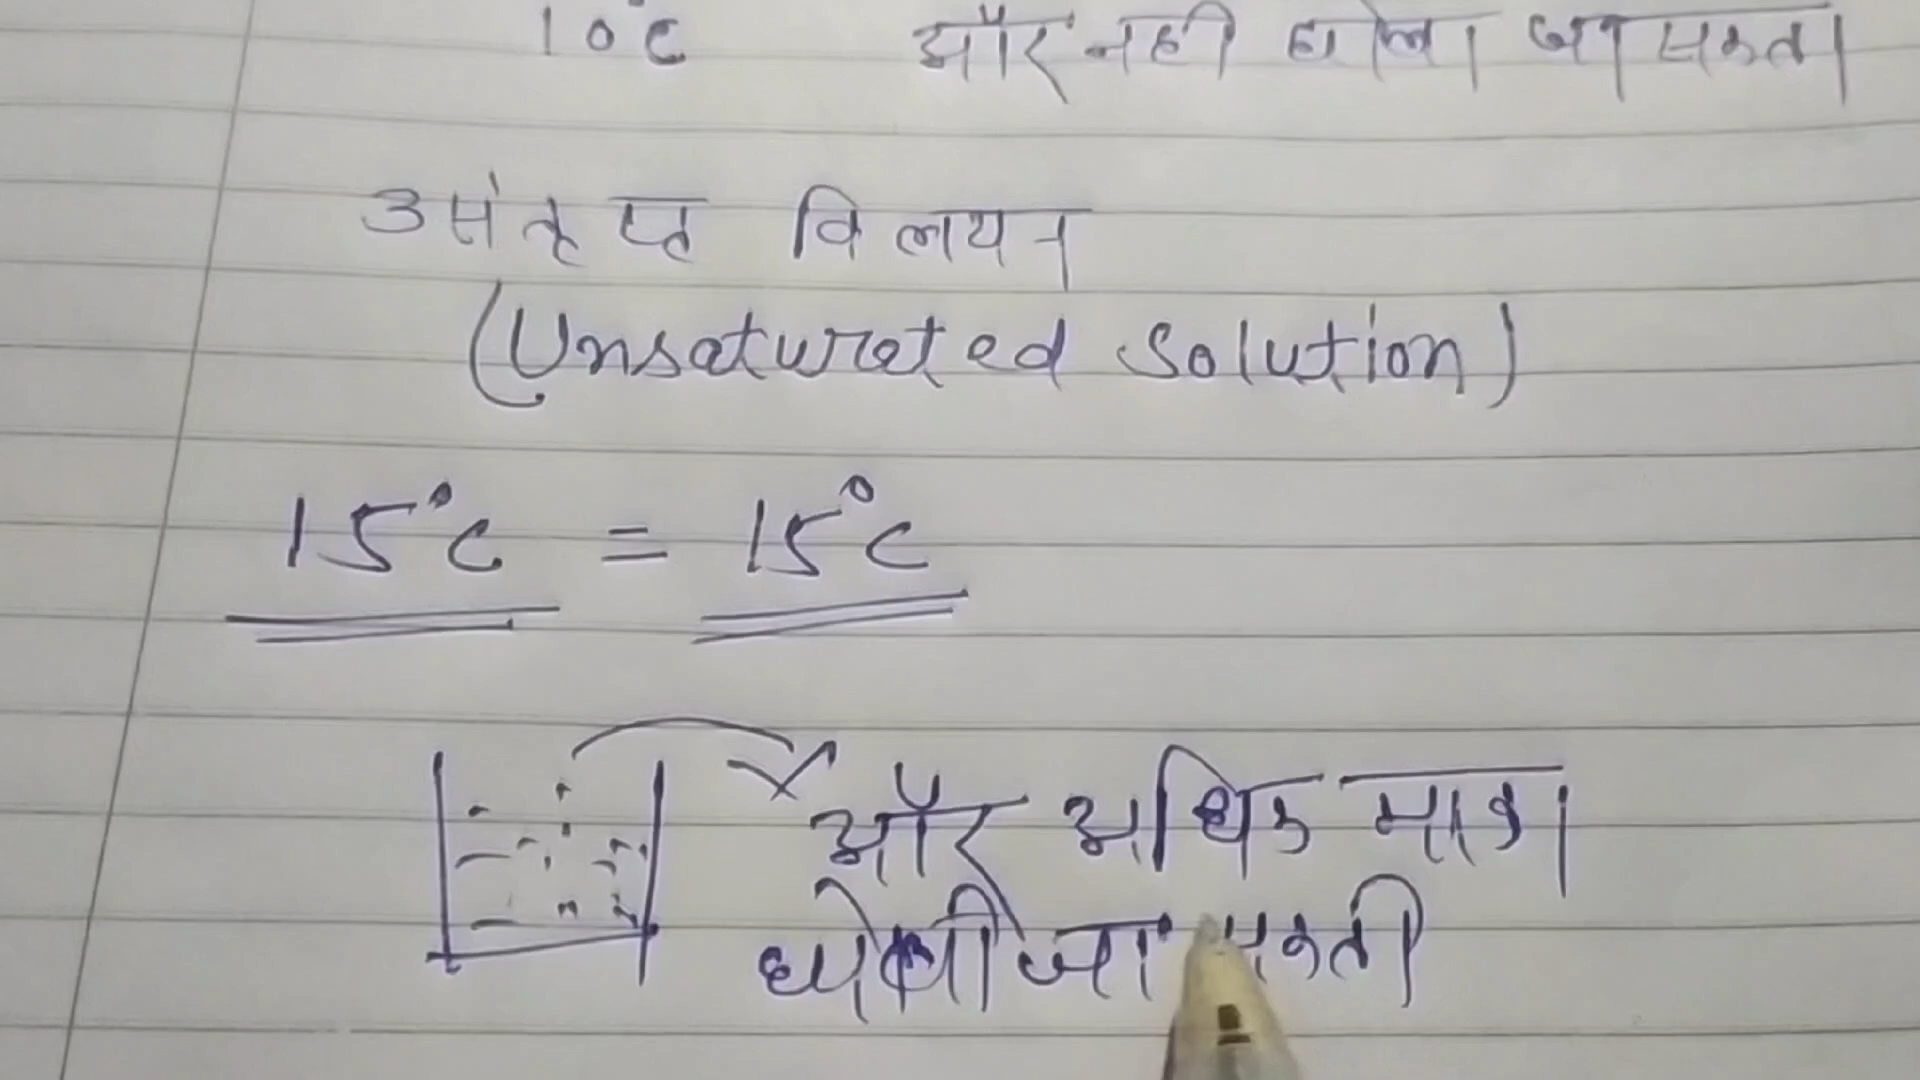 10°C और नही घोला जा सकता
असंतृप्त विलयन
(Unsaturated Solution)
15°C = 15°C
और अधिक मात्रा
घोली जा सकती